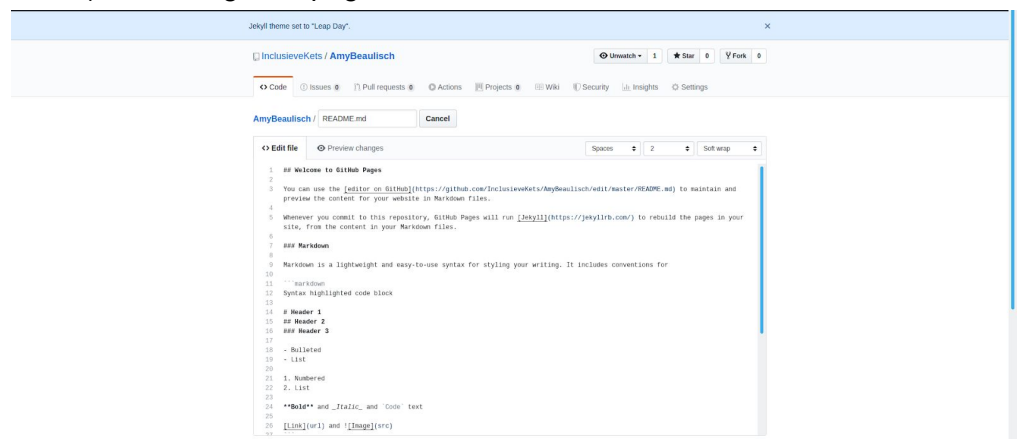 Jekyll theme set to "Leap Day".
InclusieveKets / AmyBeaulisch
Unwatch 1 Star 0 Fork 0
Code Issues 0 Pull requests 0 Actions Projects 0 Wiki Security Insights Settings
AmyBeaulisch / README.md Cancel
<> Edit file Preview changes Spaces 2 Soft wrap
1 ## Welcome to GitHub Pages
2
3 You can use the [editor on GitHub](https://github.com/InclusieveKets/AmyBeaulisch/edit/master/README.md) to maintain and
preview the content for your website in Markdown files.
4
5 Whenever you commit to this repository, GitHub Pages will run [Jekyll](https://jekyllrb.com/) to rebuild the pages in your
site, from the content in your Markdown files.
6
7 ### Markdown
8
9 Markdown is a lightweight and easy-to-use syntax for styling your writing. It includes conventions for
10
11 ```markdown
12 Syntax highlighted code block
13
14 # Header 1
15 ## Header 2
16 ### Header 3
17
18 - Bulleted
19 - List
20
21 1. Numbered
22 2. List
23
24 **Bold** and _Italic_ and `Code` text
25
26 [Link](url) and ![Image](src)